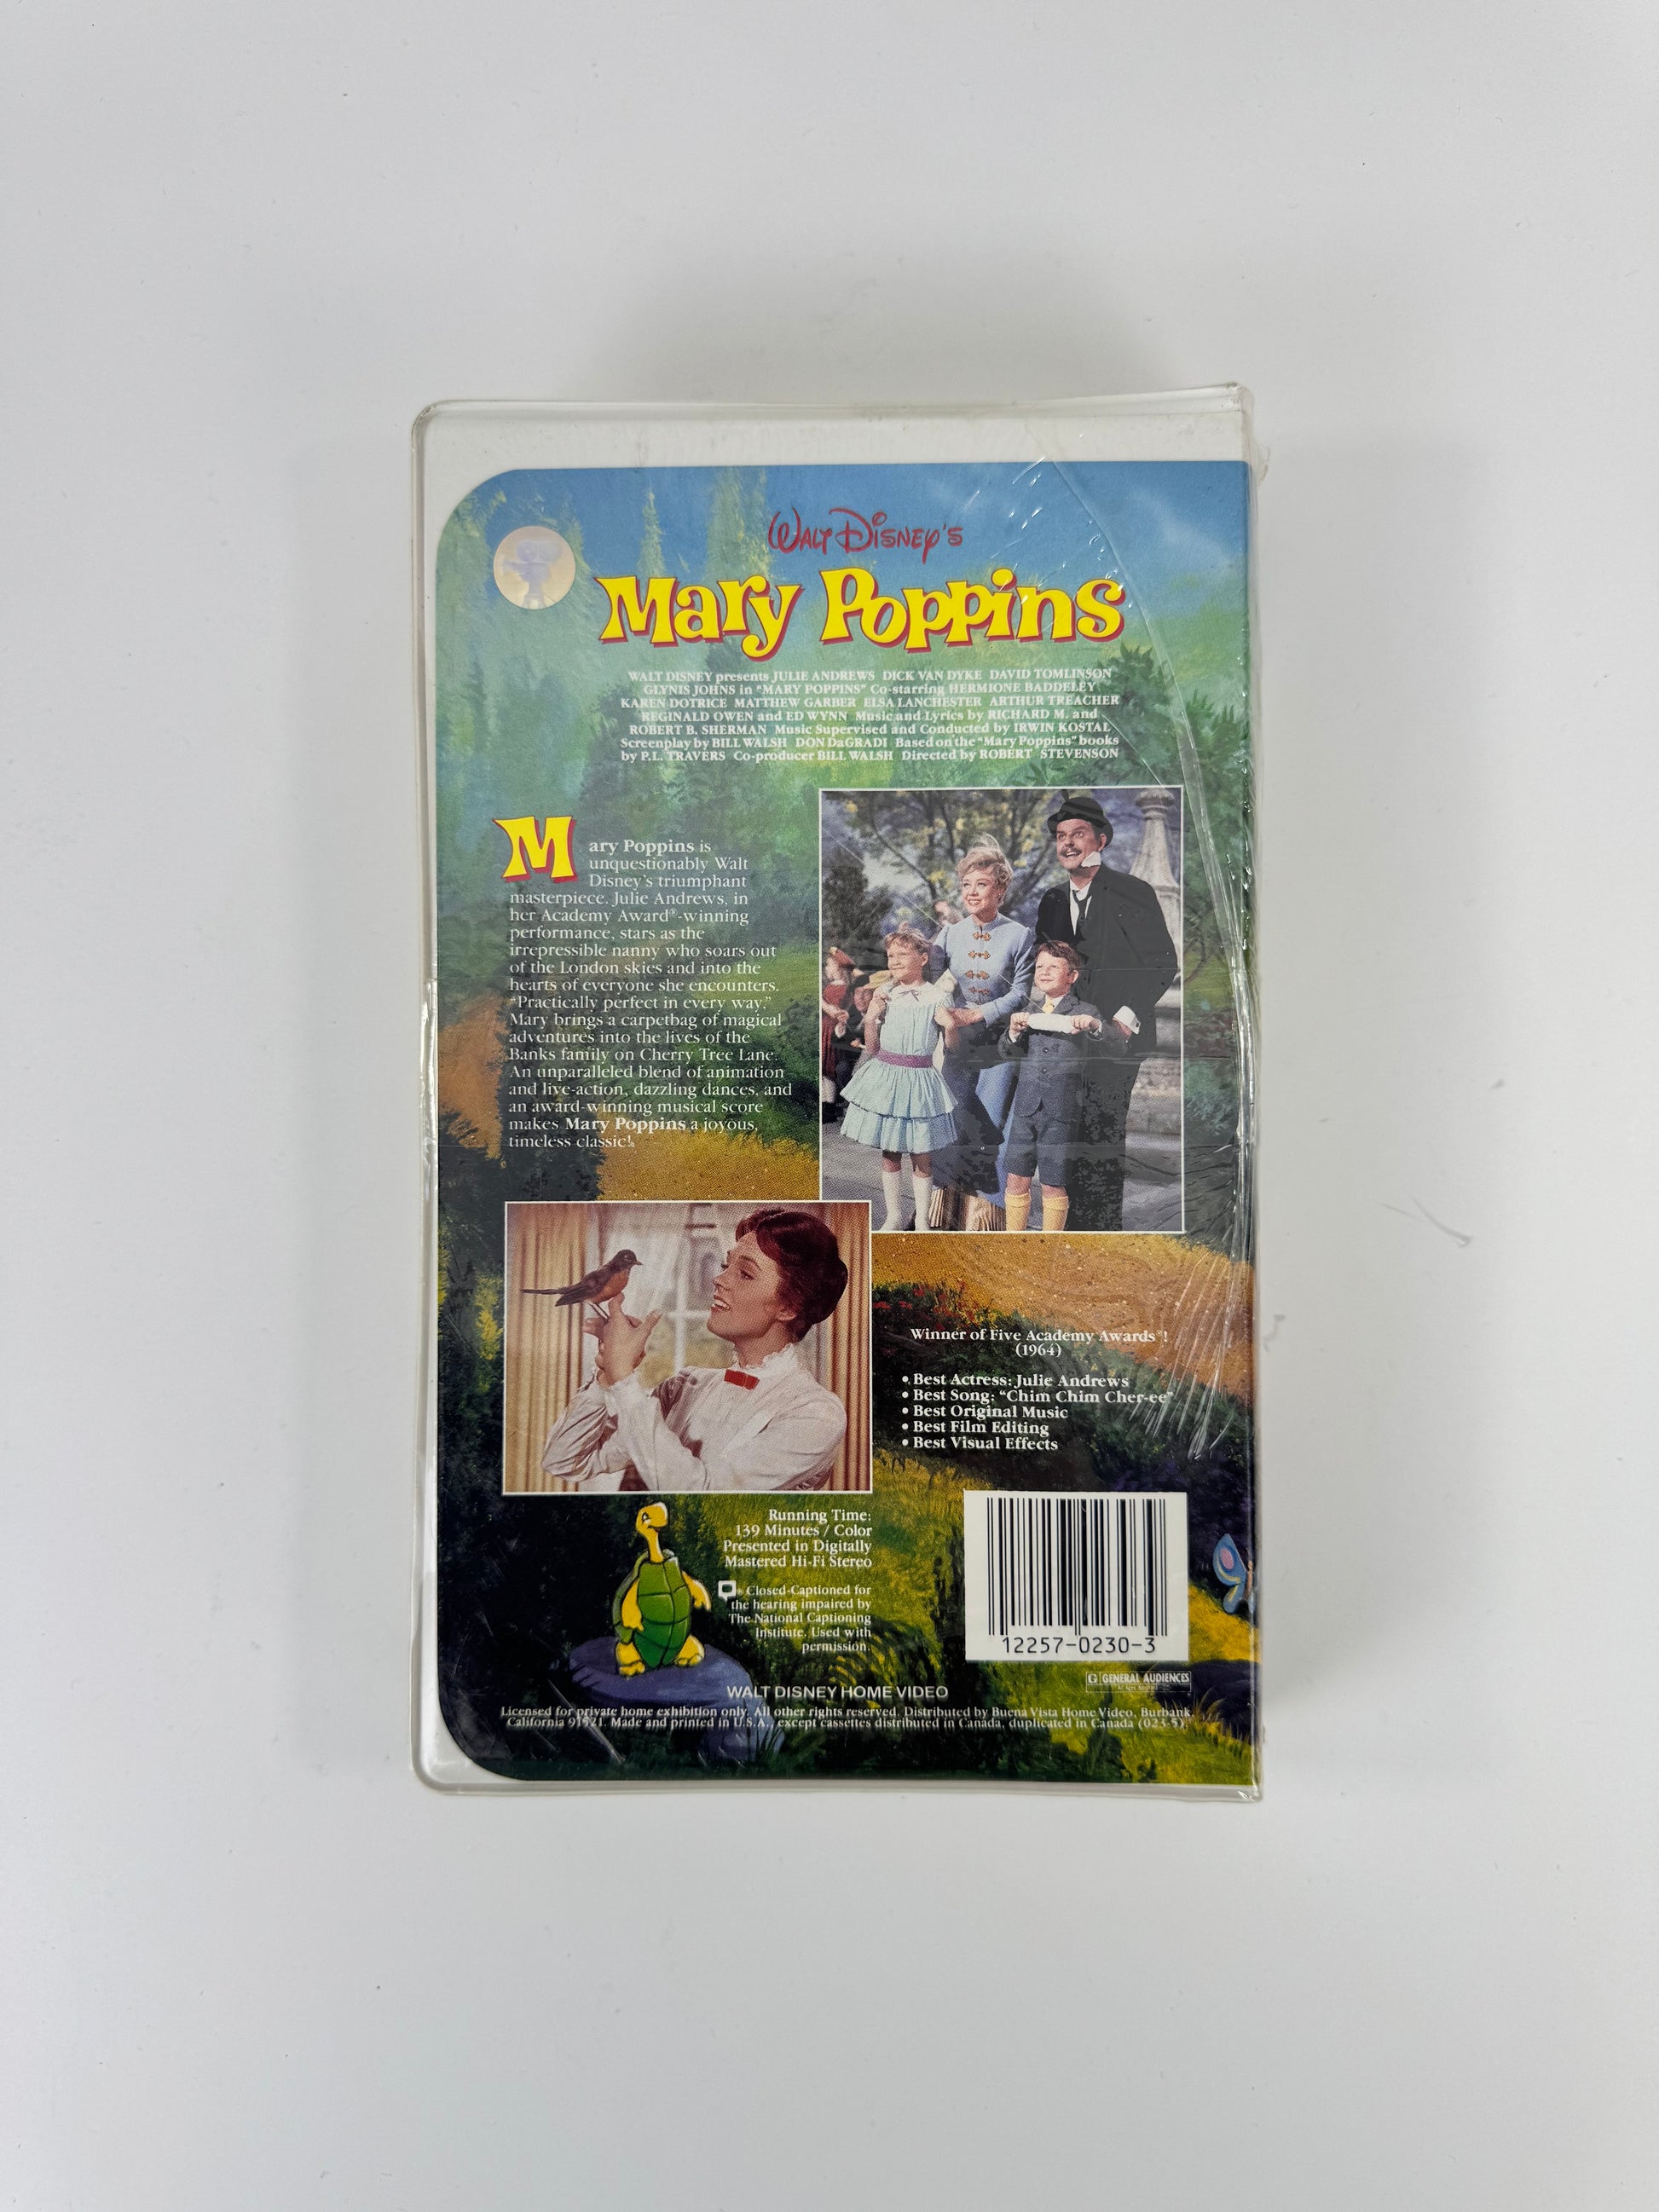 WALT DISNEY'S
Mary Poppins
WALT DISNEY presents JULIE ANDREWS DICK VAN DYKE DAVID TOMLINSON
GLYNIS JOHNS in "MARY POPPINS" Co-starring HERMIONE BADDELEY
KAREN DOTRICE MATTHEW GARBER ELSA LANCHESTER ARTHUR TREACHER
REGINALD OWEN and ED WYNN Music and Lyrics by RICHARD M. and
ROBERT B. SHERMAN Music Supervised and Conducted by IRWIN KOSTAL
Screenplay by BILL WALSH DON DaGRADI Based on the "Mary Poppins" books
by P.L. TRAVERS Co-producer BILL WALSH Directed by ROBERT STEVENSON
Mary Poppins is
unquestionably Walt
Disney's triumphant
masterpiece. Julie Andrews, in
her Academy Award®-winning
performance, stars as the
irrepressible nanny who soars out
of the London skies and into the
hearts of everyone she encounters.
"Practically perfect in every way,"
Mary brings a carpetbag of magical
adventures into the lives of the
Banks family on Cherry Tree Lane.
An unparalleled blend of animation
and live-action, dazzling dances, and
an award-winning musical score
makes Mary Poppins a joyous,
timeless classic!
Winner of Five Academy Awards®!
(1964)
• Best Actress: Julie Andrews
• Best Song: "Chim Chim Cher-ee"
• Best Original Music
• Best Film Editing
• Best Visual Effects
Running Time:
139 Minutes / Color
Presented in Digitally
Mastered Hi-Fi Stereo
Closed-Captioned for
the hearing impaired by
The National Captioning
Institute. Used with
permission.
12257-0230-3
G GENERAL AUDIENCES
WALT DISNEY HOME VIDEO
Licensed for private home exhibition only. All other rights reserved. Distributed by Buena Vista Home Video, Burbank,
California 91521. Made and printed in U.S.A., except cassettes distributed in Canada, duplicated in Canada (023-5).